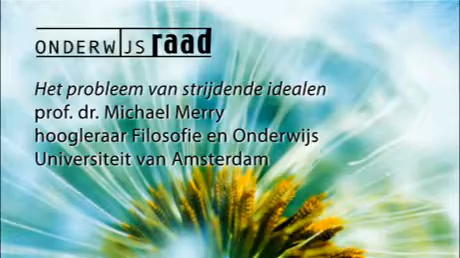 ONDERWIJSraad
Het probleem van strijdende idealen
prof. dr. Michael Merry
hoogleraar Filosofie en Onderwijs
Universiteit van Amsterdam